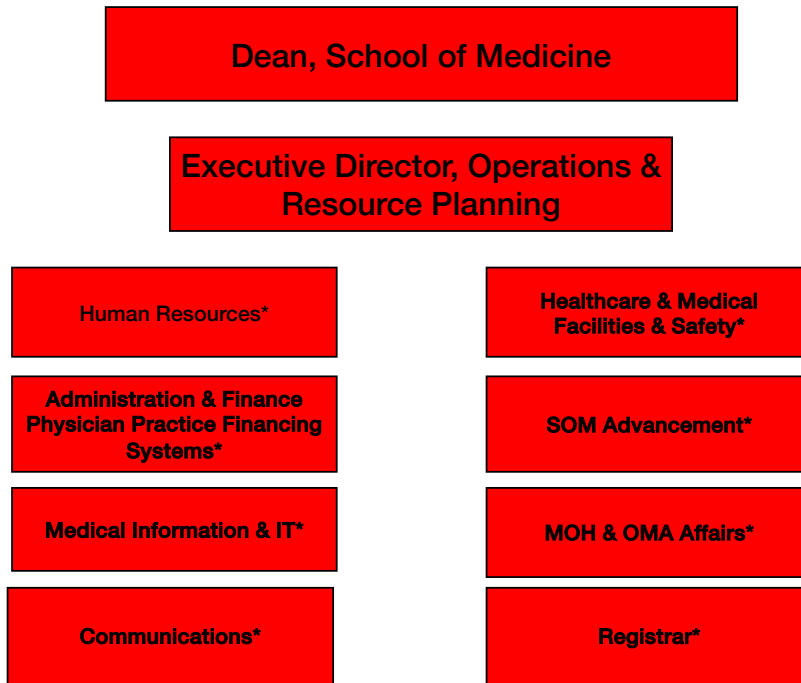 Dean, School of Medicine
Executive Director, Operations &
Resource Planning
Human Resources*
Healthcare & Medical
Facilities & Safety*
Administration & Finance
Physician Practice Financing
Systems*
SOM Advancement*
Medical Information & IT*
MOH & OMA Affairs*
Communications*
Registrar*